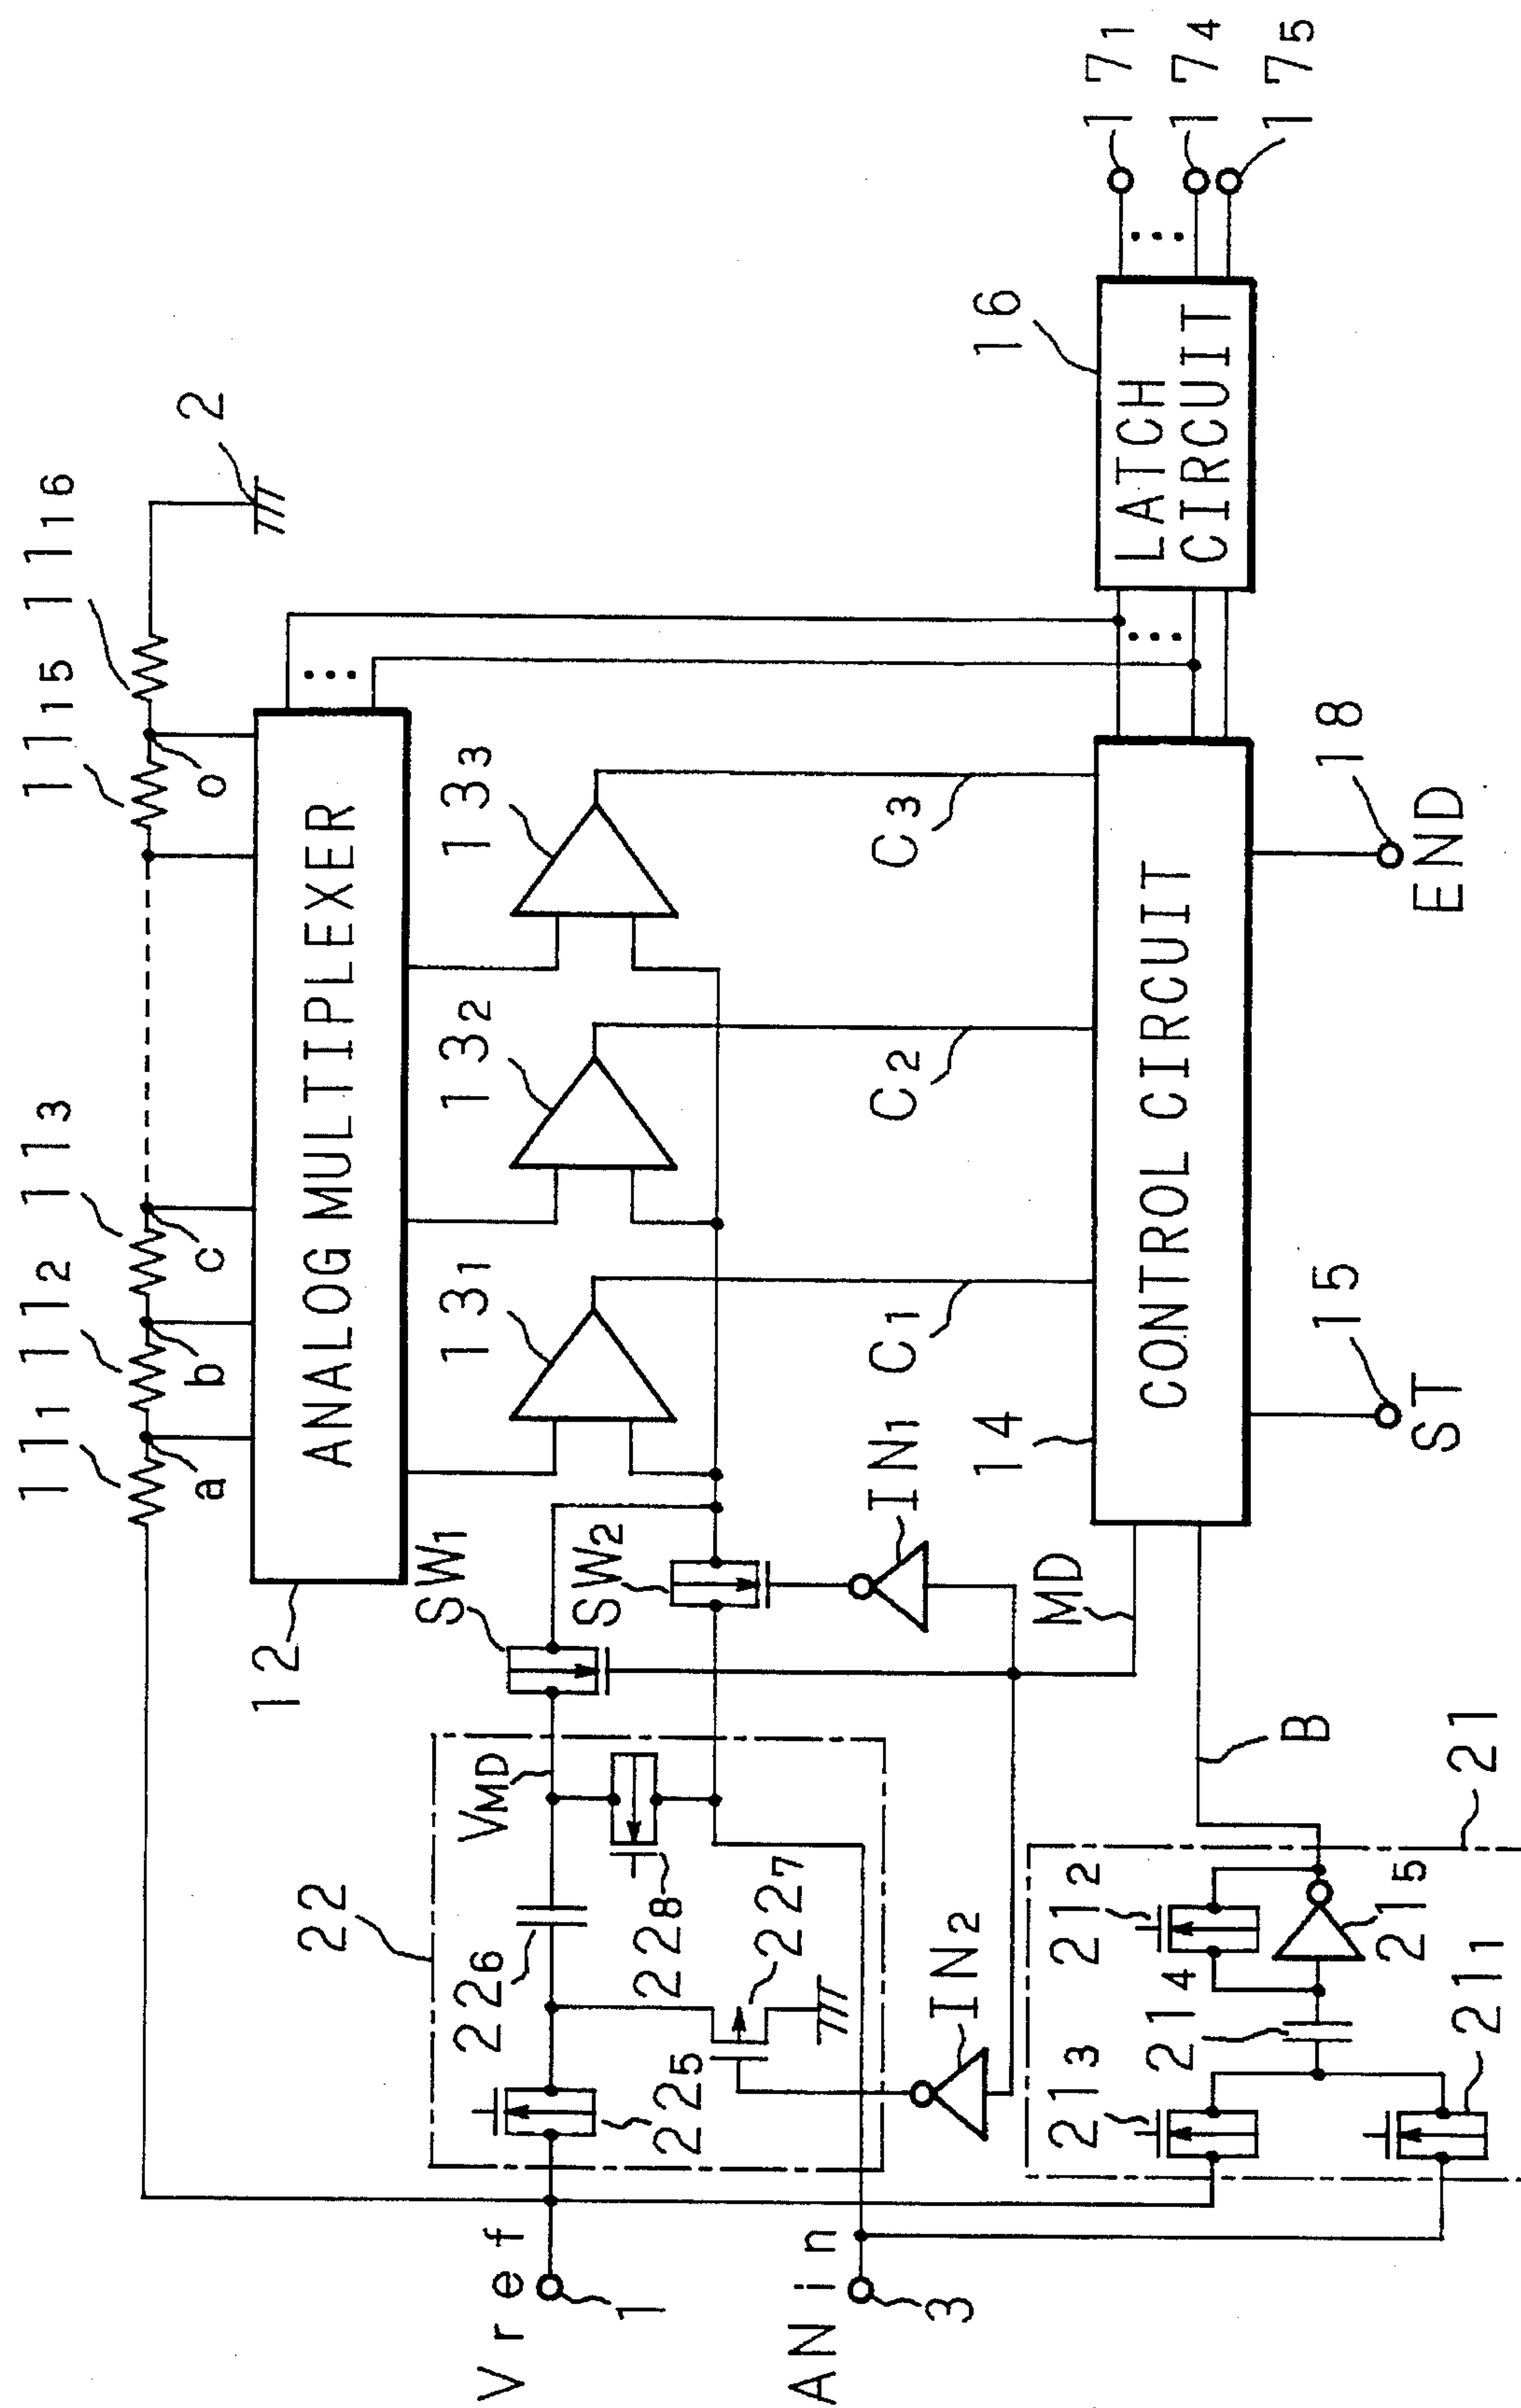 11₁
11₂
11₃
11₁₅
11₁₆
2
a
b
c
o
12
ANALOG MULTIPLEXER
SW₁
SW₂
13₁
13₂
13₃
22
V_MD
22₆
22₈
22₅
22₇
Vref
1
ANin
3
IN₁
IN₂
C₁
C₂
C₃
MD
14
CONTROL CIRCUIT
16
LATCH
CIRCUIT
17₁
17₄
17₅
B
21
21₂
21₃
21₄
21₅
21₁
15
ST
18
END